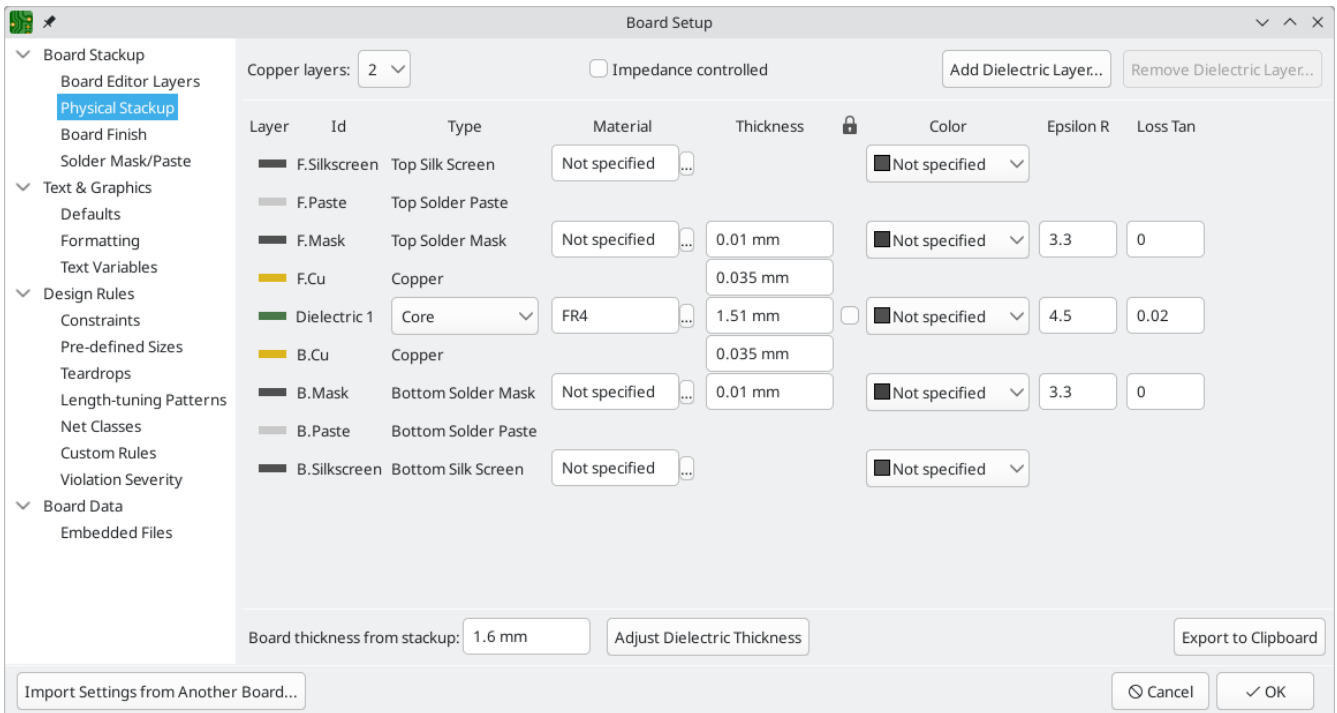 Board Setup
Board Stackup
Board Editor Layers
Physical Stackup
Board Finish
Solder Mask/Paste
Text & Graphics
Defaults
Formatting
Text Variables
Design Rules
Constraints
Pre-defined Sizes
Teardrops
Length-tuning Patterns
Net Classes
Custom Rules
Violation Severity
Board Data
Embedded Files
Copper layers: 2 Impedance controlled Add Dielectric Layer... Remove Dielectric Layer...
Layer Id Type Material Thickness Color Epsilon R Loss Tan
F.Silkscreen Top Silk Screen Not specified ... Not specified
F.Paste Top Solder Paste
F.Mask Top Solder Mask Not specified ... 0.01 mm Not specified 3.3 0
F.Cu Copper 0.035 mm
Dielectric 1 Core FR4 ... 1.51 mm Not specified 4.5 0.02
B.Cu Copper 0.035 mm
B.Mask Bottom Solder Mask Not specified ... 0.01 mm Not specified 3.3 0
B.Paste Bottom Solder Paste
B.Silkscreen Bottom Silk Screen Not specified ... Not specified
Board thickness from stackup: 1.6 mm Adjust Dielectric Thickness Export to Clipboard
Import Settings from Another Board... Cancel OK